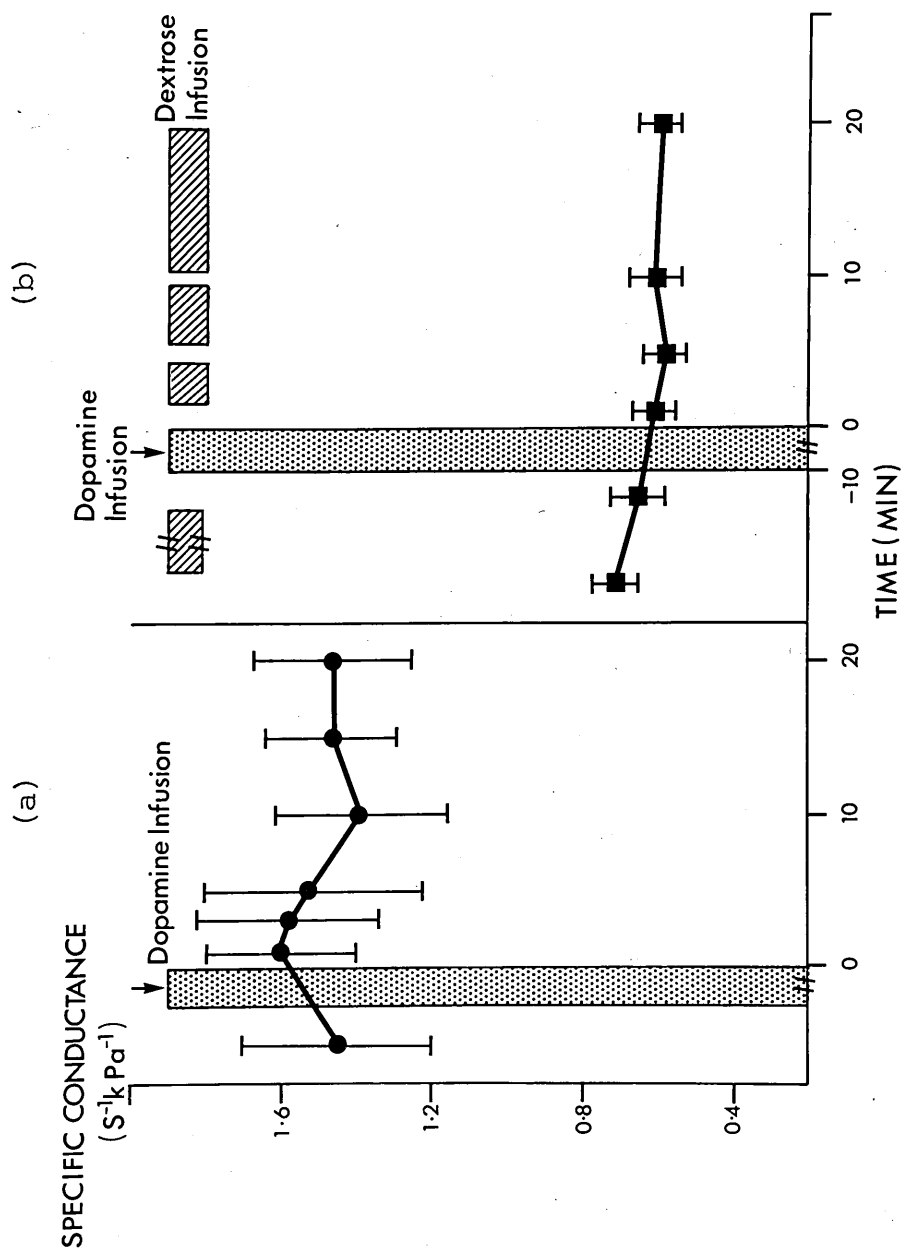 (a)
(b)
SPECIFIC CONDUCTANCE
(S⁻¹k Pa⁻¹)
Dopamine Infusion
Dopamine
Infusion
Dextrose
Infusion
1·6
1·2
0·8
0·4
0
10
20
-10
0
10
20
TIME (MIN)